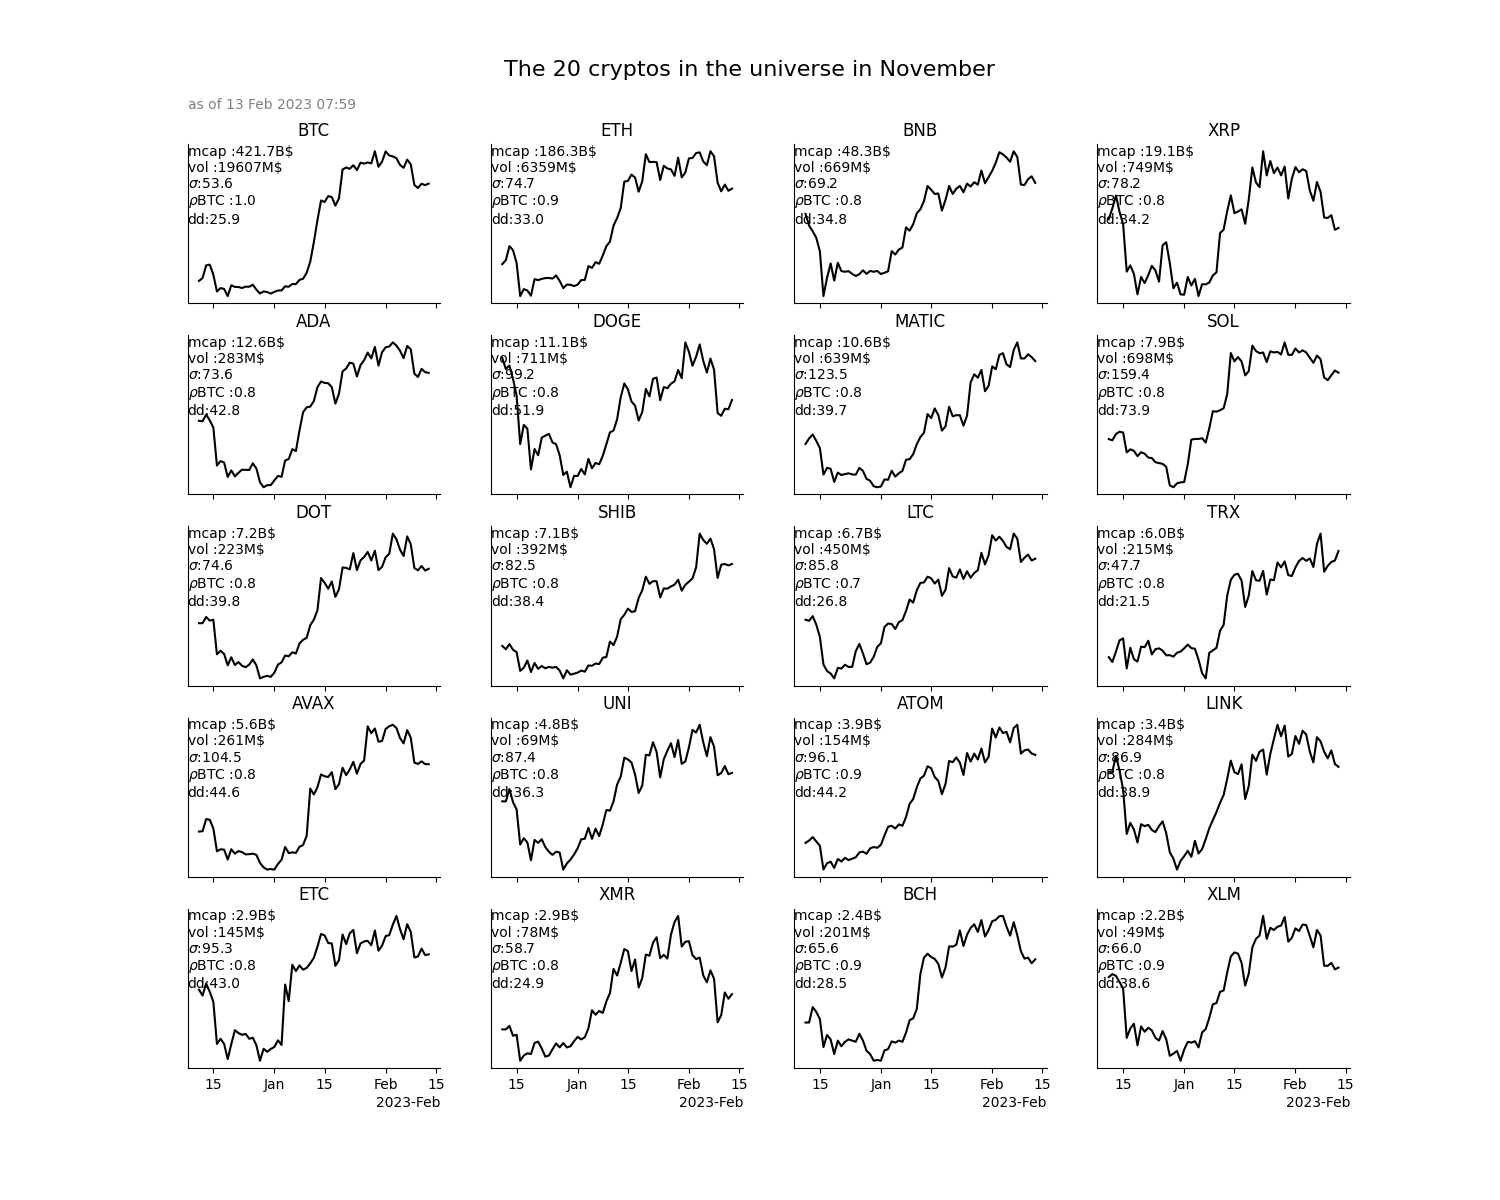 The 20 cryptos in the universe in November
as of 13 Feb 2023 07:59
BTC
mcap :421.7B$
vol :19607M$
σ:53.6
ρBTC :1.0
dd:25.9
ETH
mcap :186.3B$
vol :6359M$
σ:74.7
ρBTC :0.9
dd:33.0
BNB
mcap :48.3B$
vol :669M$
σ:69.2
ρBTC :0.8
dd:34.8
XRP
mcap :19.1B$
vol :749M$
σ:78.2
ρBTC :0.8
dd:34.2
ADA
mcap :12.6B$
vol :283M$
σ:73.6
ρBTC :0.8
dd:42.8
DOGE
mcap :11.1B$
vol :711M$
σ:99.2
ρBTC :0.8
dd:51.9
MATIC
mcap :10.6B$
vol :639M$
σ:123.5
ρBTC :0.8
dd:39.7
SOL
mcap :7.9B$
vol :698M$
σ:159.4
ρBTC :0.8
dd:73.9
DOT
mcap :7.2B$
vol :223M$
σ:74.6
ρBTC :0.8
dd:39.8
SHIB
mcap :7.1B$
vol :392M$
σ:82.5
ρBTC :0.8
dd:38.4
LTC
mcap :6.7B$
vol :450M$
σ:85.8
ρBTC :0.7
dd:26.8
TRX
mcap :6.0B$
vol :215M$
σ:47.7
ρBTC :0.8
dd:21.5
AVAX
mcap :5.6B$
vol :261M$
σ:104.5
ρBTC :0.8
dd:44.6
UNI
mcap :4.8B$
vol :69M$
σ:87.4
ρBTC :0.8
dd:36.3
ATOM
mcap :3.9B$
vol :154M$
σ:96.1
ρBTC :0.9
dd:44.2
LINK
mcap :3.4B$
vol :284M$
σ:86.9
ρBTC :0.8
dd:38.9
ETC
mcap :2.9B$
vol :145M$
σ:95.3
ρBTC :0.8
dd:43.0
XMR
mcap :2.9B$
vol :78M$
σ:58.7
ρBTC :0.8
dd:24.9
BCH
mcap :2.4B$
vol :201M$
σ:65.6
ρBTC :0.9
dd:28.5
XLM
mcap :2.2B$
vol :49M$
σ:66.0
ρBTC :0.9
dd:38.6
15 Jan 15 Feb 15
2023-Feb
15 Jan 15 Feb 15
2023-Feb
15 Jan 15 Feb 15
2023-Feb
15 Jan 15 Feb 15
2023-Feb